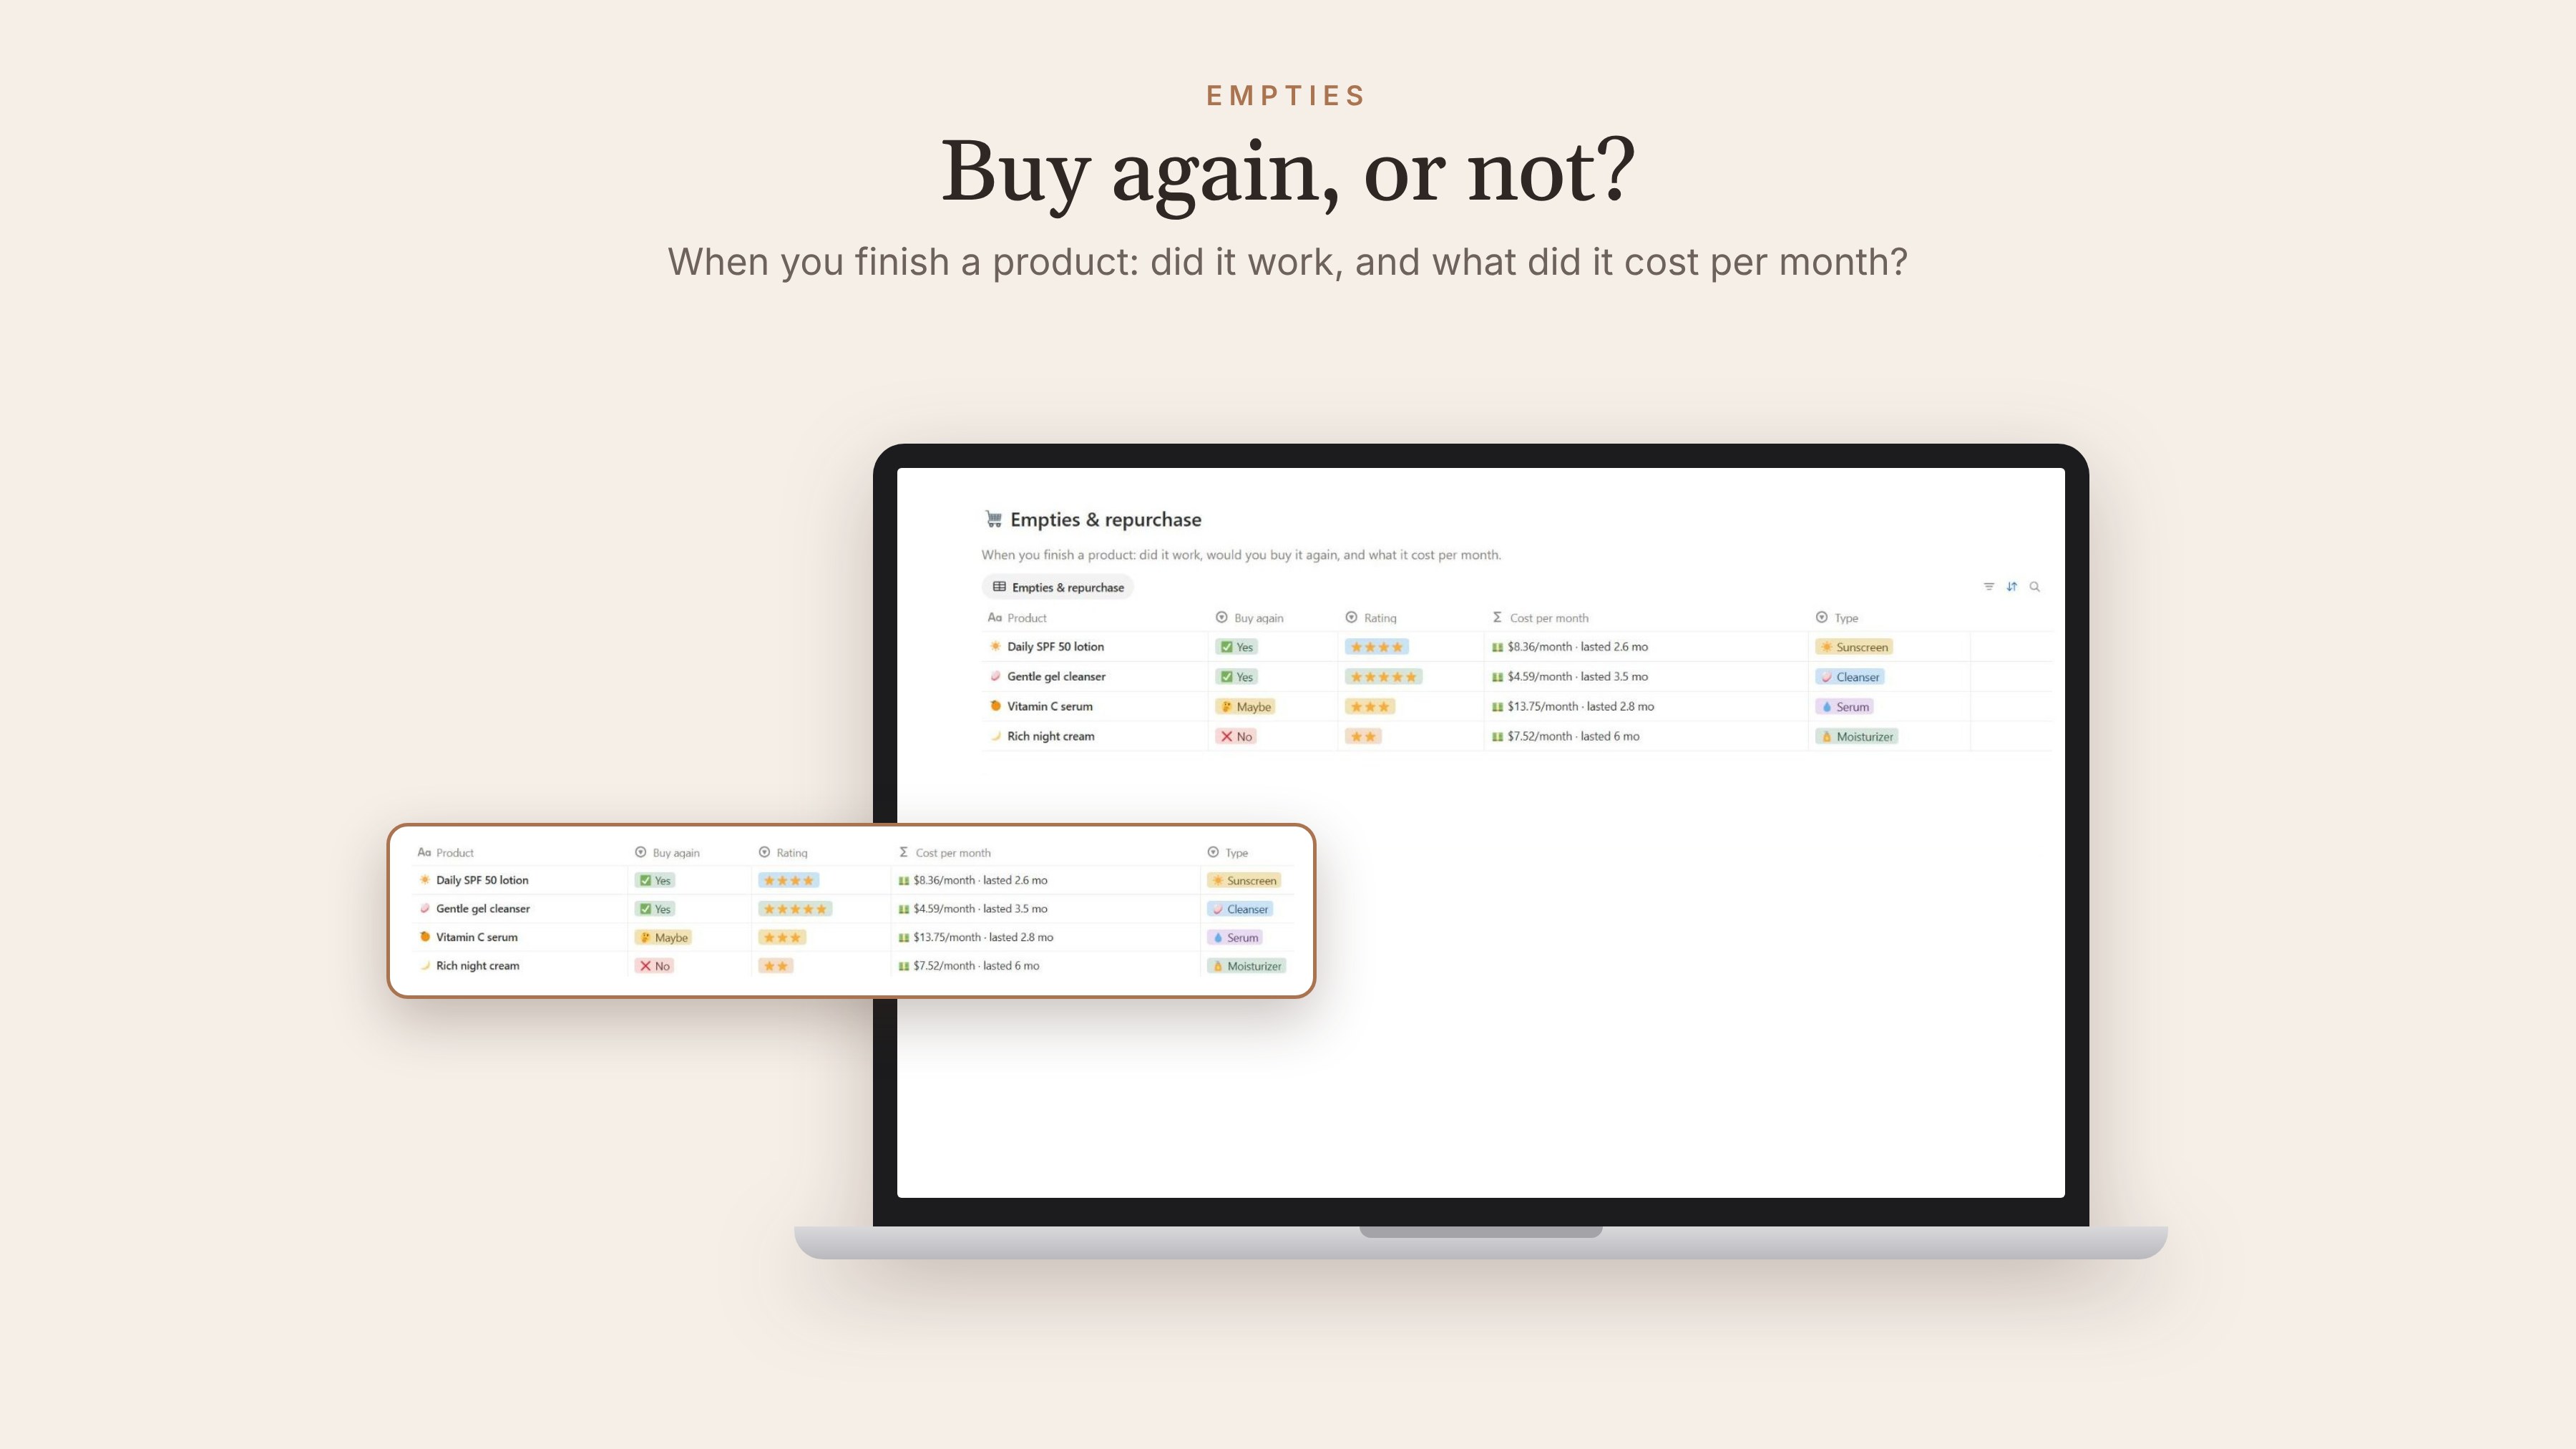 EMPTIES
Buy again, or not?
When you finish a product: did it work, and what did it cost per month?
Empties & repurchase
When you finish a product: did it work, would you buy it again, and what it cost per month.
Empties & repurchase
Aa Product Buy again Rating Σ Cost per month Type
Daily SPF 50 lotion Yes $8.36/month · lasted 2.6 mo Sunscreen
Gentle gel cleanser Yes $4.59/month · lasted 3.5 mo Cleanser
Vitamin C serum Maybe $13.75/month · lasted 2.8 mo Serum
Rich night cream No $7.52/month · lasted 6 mo Moisturizer
Aa Product Buy again Rating Σ Cost per month Type
Daily SPF 50 lotion Yes $8.36/month · lasted 2.6 mo Sunscreen
Gentle gel cleanser Yes $4.59/month · lasted 3.5 mo Cleanser
Vitamin C serum Maybe $13.75/month · lasted 2.8 mo Serum
Rich night cream No $7.52/month · lasted 6 mo Moisturizer